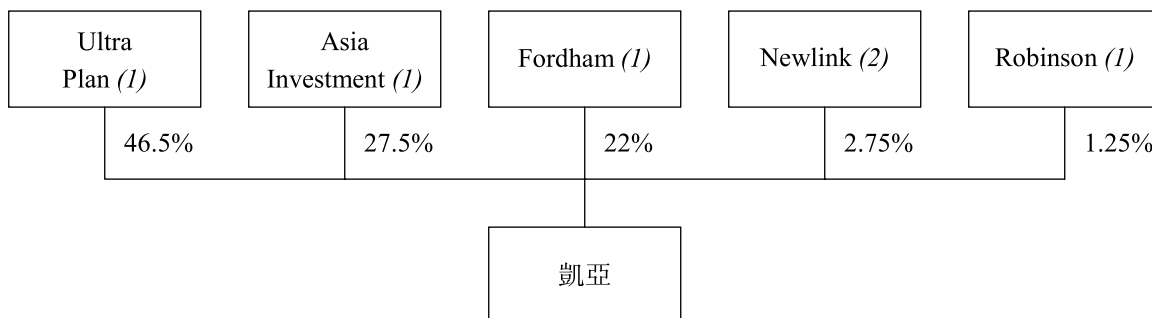 Ultra
Plan (1)
Asia
Investment (1)
Fordham (1)
Newlink (2)
Robinson (1)
46.5%
27.5%
22%
2.75%
1.25%
凱亞